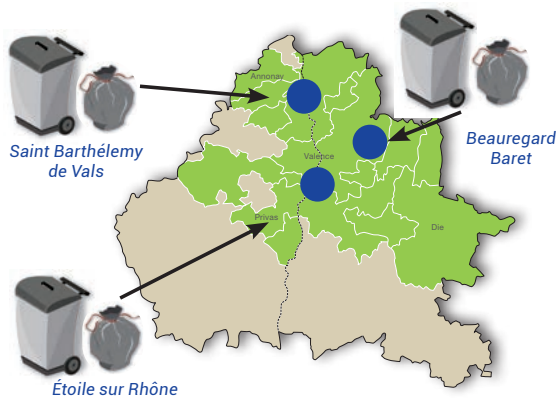 Saint Barthélemy
de Vals
Annonay
Beauregard
Baret
Valence
Privas
Die
Étoile sur Rhône